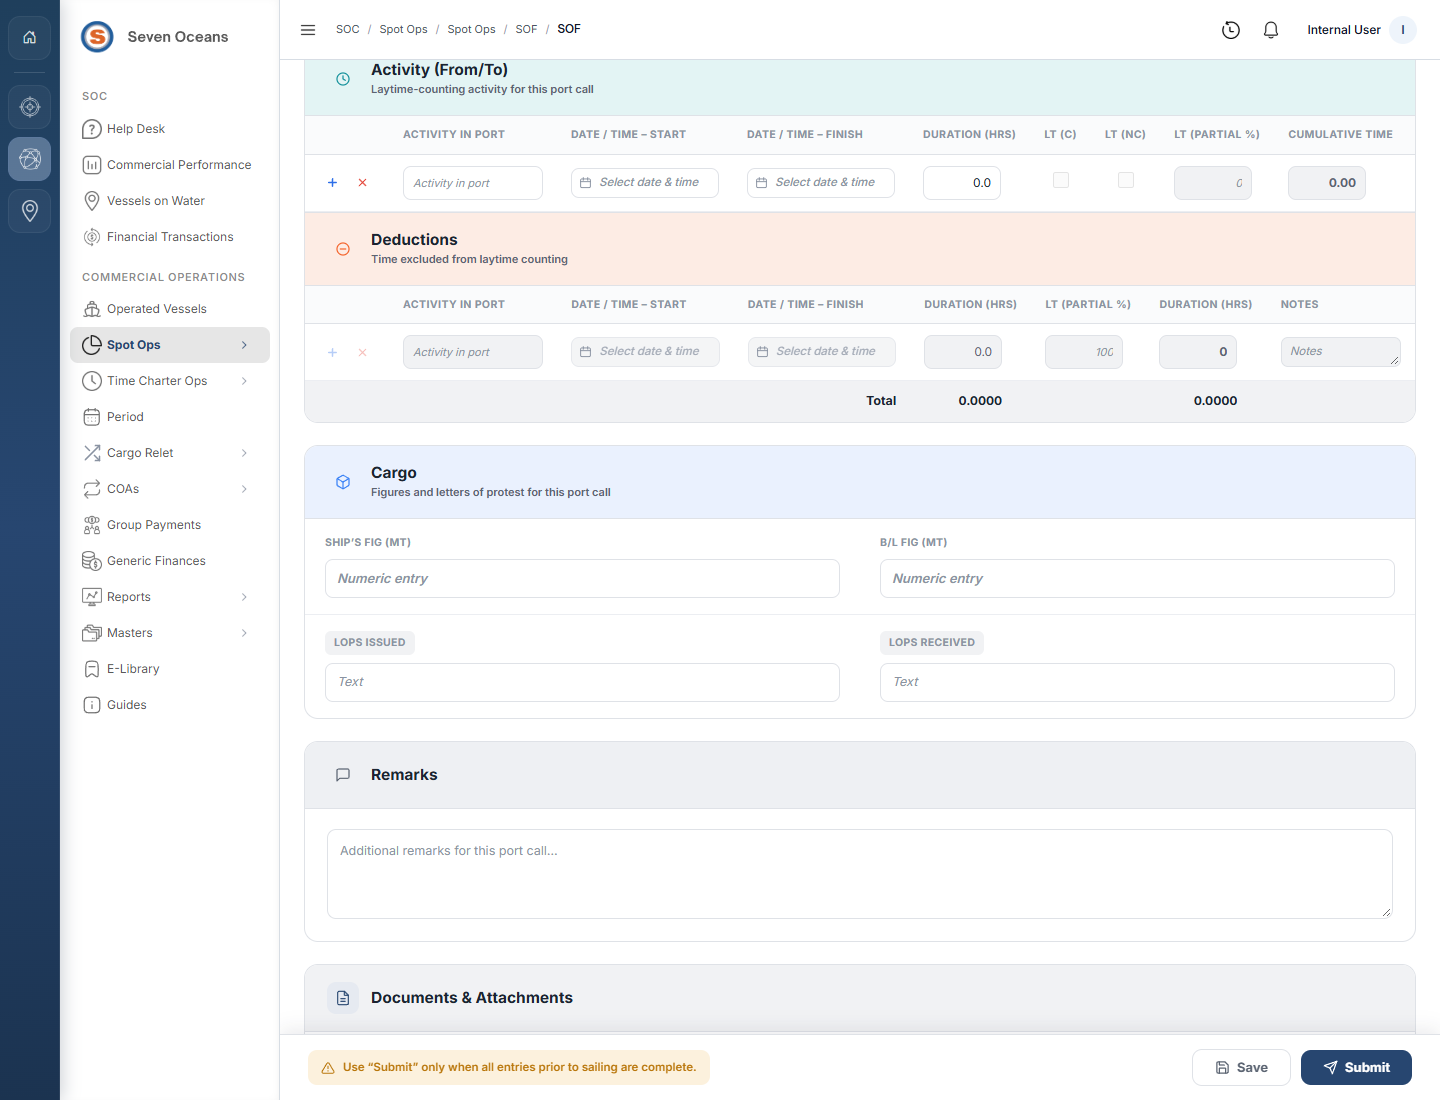 SOC / Spot Ops / Spot Ops / SOF / SOF
Internal User I
Seven Oceans
SOC
Help Desk
Commercial Performance
Vessels on Water
Financial Transactions
COMMERCIAL OPERATIONS
Operated Vessels
Spot Ops
Time Charter Ops
Period
Cargo Relet
COAs
Group Payments
Generic Finances
Reports
Masters
E-Library
Guides
Activity (From/To)
Laytime-counting activity for this port call
ACTIVITY IN PORT DATE / TIME – START DATE / TIME – FINISH DURATION (HRS) LT (C) LT (NC) LT (PARTIAL %) CUMULATIVE TIME
Activity in port Select date & time Select date & time 0.0 0 0.00
Deductions
Time excluded from laytime counting
ACTIVITY IN PORT DATE / TIME – START DATE / TIME – FINISH DURATION (HRS) LT (PARTIAL %) DURATION (HRS) NOTES
Activity in port Select date & time Select date & time 0.0 100 0 Notes
Total 0.0000 0.0000
Cargo
Figures and letters of protest for this port call
SHIP'S FIG (MT) B/L FIG (MT)
Numeric entry Numeric entry
LOPS ISSUED LOPS RECEIVED
Text Text
Remarks
Additional remarks for this port call...
Documents & Attachments
Use “Submit” only when all entries prior to sailing are complete.
Save Submit